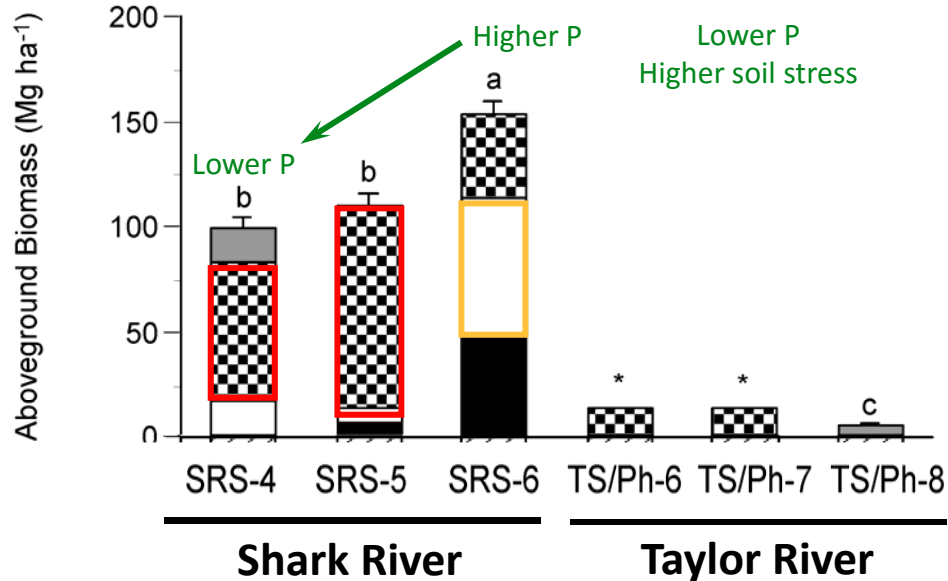 Aboveground Biomass (Mg ha-1)
200
150
100
50
0
Higher P
Lower P
Higher soil stress
Lower P
b
b
a
*
*
c
SRS-4
SRS-5
SRS-6
TS/Ph-6
TS/Ph-7
TS/Ph-8
Shark River
Taylor River